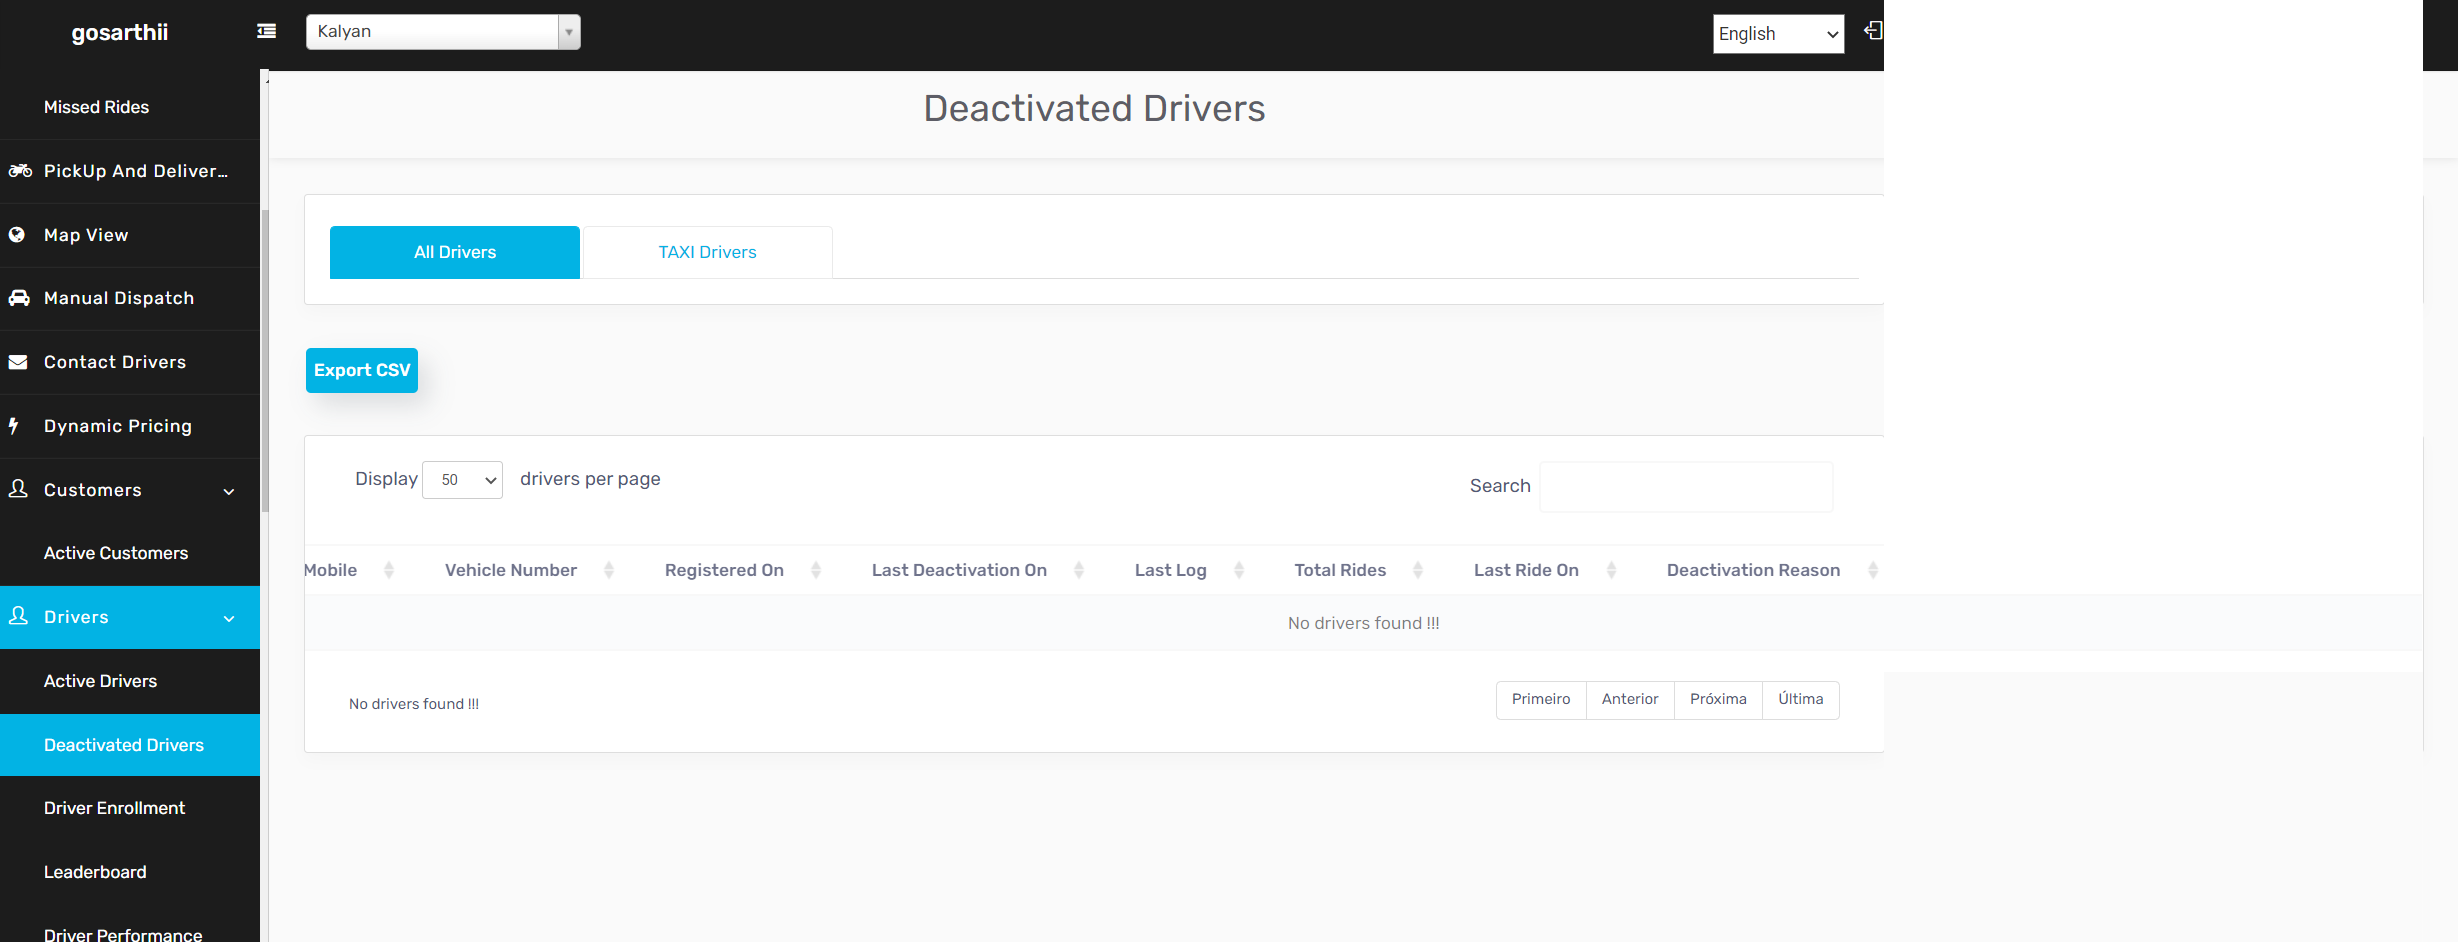 gosarthii
Kalyan
English
Missed Rides
PickUp And Deliver...
Map View
Manual Dispatch
Contact Drivers
Dynamic Pricing
Customers
Active Customers
Drivers
Active Drivers
Deactivated Drivers
Driver Enrollment
Leaderboard
Driver Performance
Deactivated Drivers
All Drivers
TAXI Drivers
Export CSV
Display 50 drivers per page
Search
Mobile Vehicle Number Registered On Last Deactivation On Last Log Total Rides Last Ride On Deactivation Reason
No drivers found !!!
No drivers found !!!
Primeiro Anterior Próxima Última